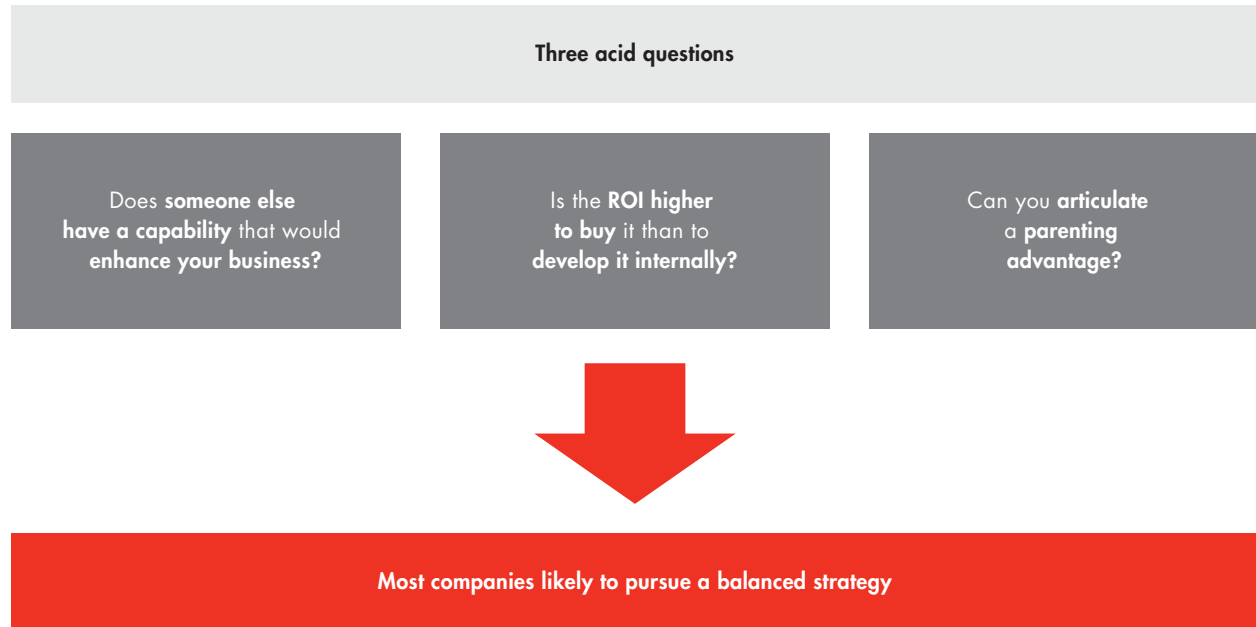 Three acid questions
Does someone else
have a capability that would
enhance your business?
Is the ROI higher
to buy it than to
develop it internally?
Can you articulate
a parenting
advantage?
Most companies likely to pursue a balanced strategy